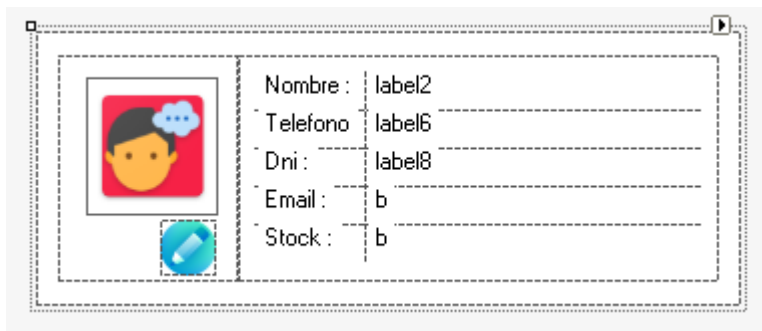 Nombre : label2
Telefono label6
Dni : label8
Email : b
Stock : b